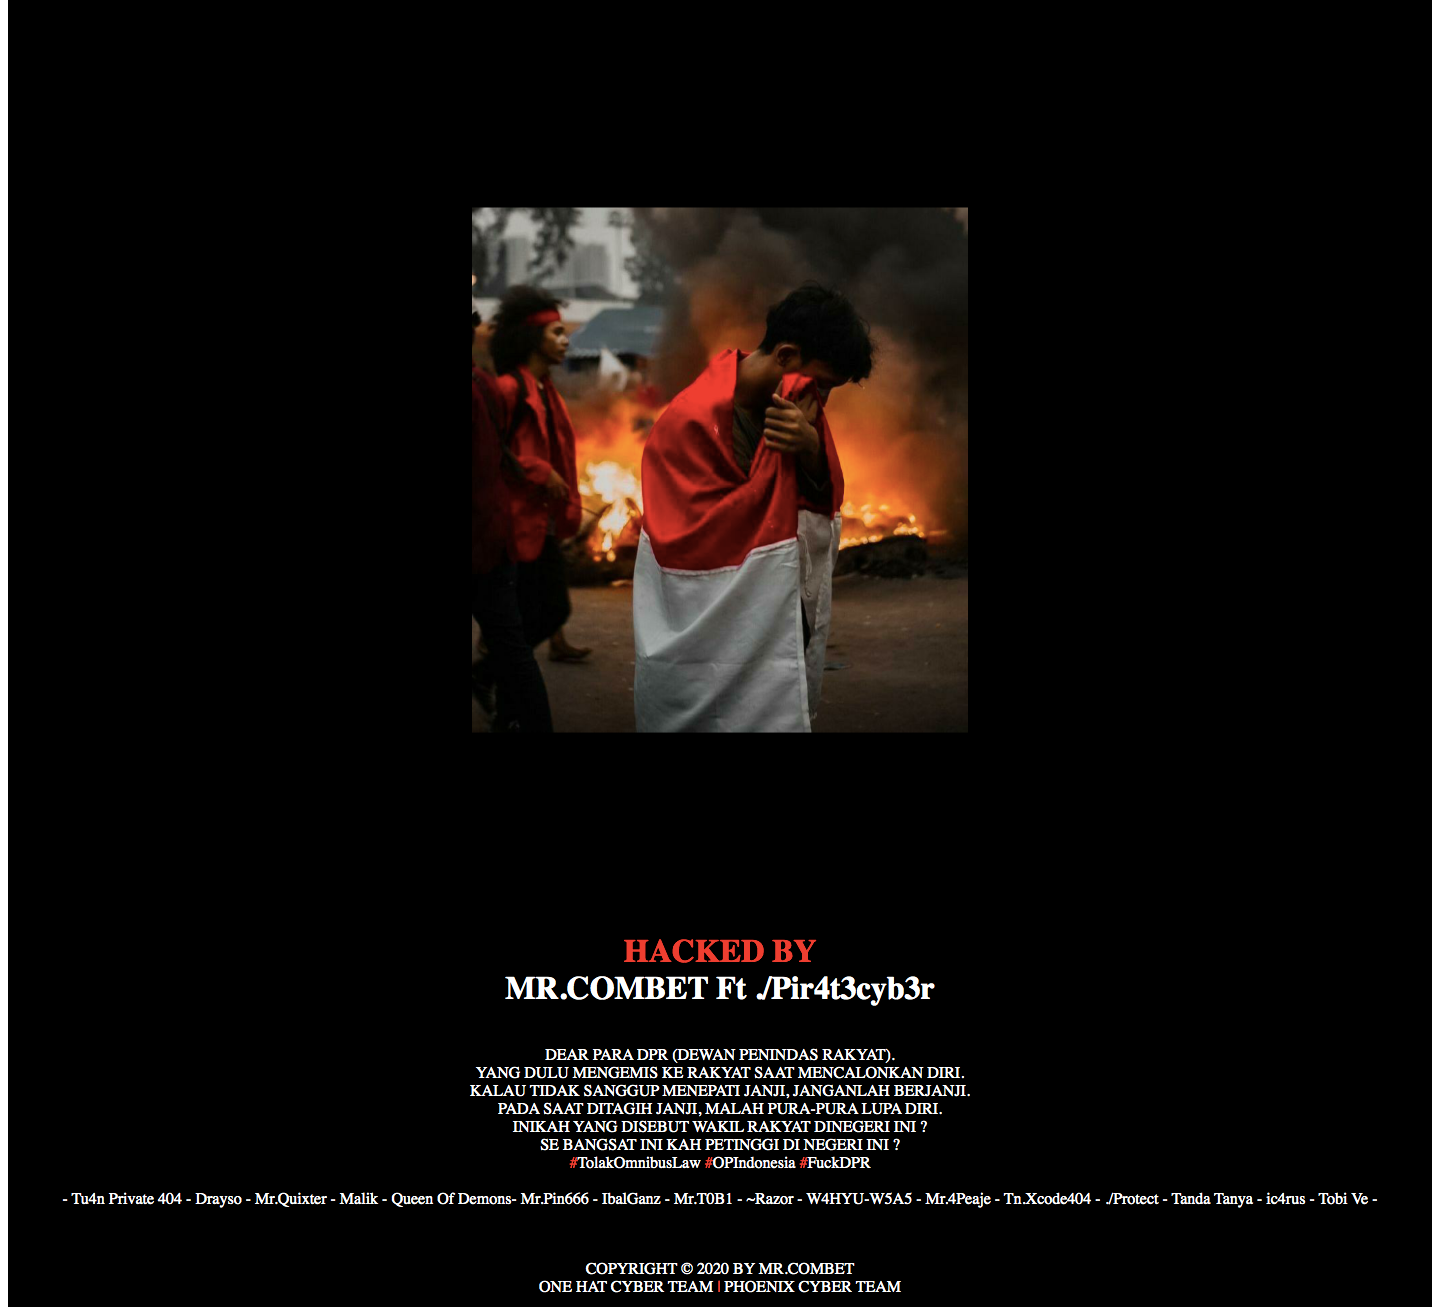 HACKED BY
MR.COMBET Ft ./Pir4t3cyb3r
DEAR PARA DPR (DEWAN PENINDAS RAKYAT).
YANG DULU MENGEMIS KE RAKYAT SAAT MENCALONKAN DIRI.
KALAU TIDAK SANGGUP MENEPATI JANJI, JANGANLAH BERJANJI.
PADA SAAT DITAGIH JANJI, MALAH PURA-PURA LUPA DIRI.
INIKAH YANG DISEBUT WAKIL RAKYAT DINEGERI INI ?
SE BANGSAT INI KAH PETINGGI DI NEGERI INI ?
#TolakOmnibusLaw #OPIndonesia #FuckDPR
- Tu4n Private 404 - Drayso - Mr.Quixter - Malik - Queen Of Demons- Mr.Pin666 - IbalGanz - Mr.T0B1 - ~Razor - W4HYU-W5A5 - Mr.4Peaje - Tn.Xcode404 - ./Protect - Tanda Tanya - ic4rus - Tobi Ve -
COPYRIGHT © 2020 BY MR.COMBET
ONE HAT CYBER TEAM | PHOENIX CYBER TEAM